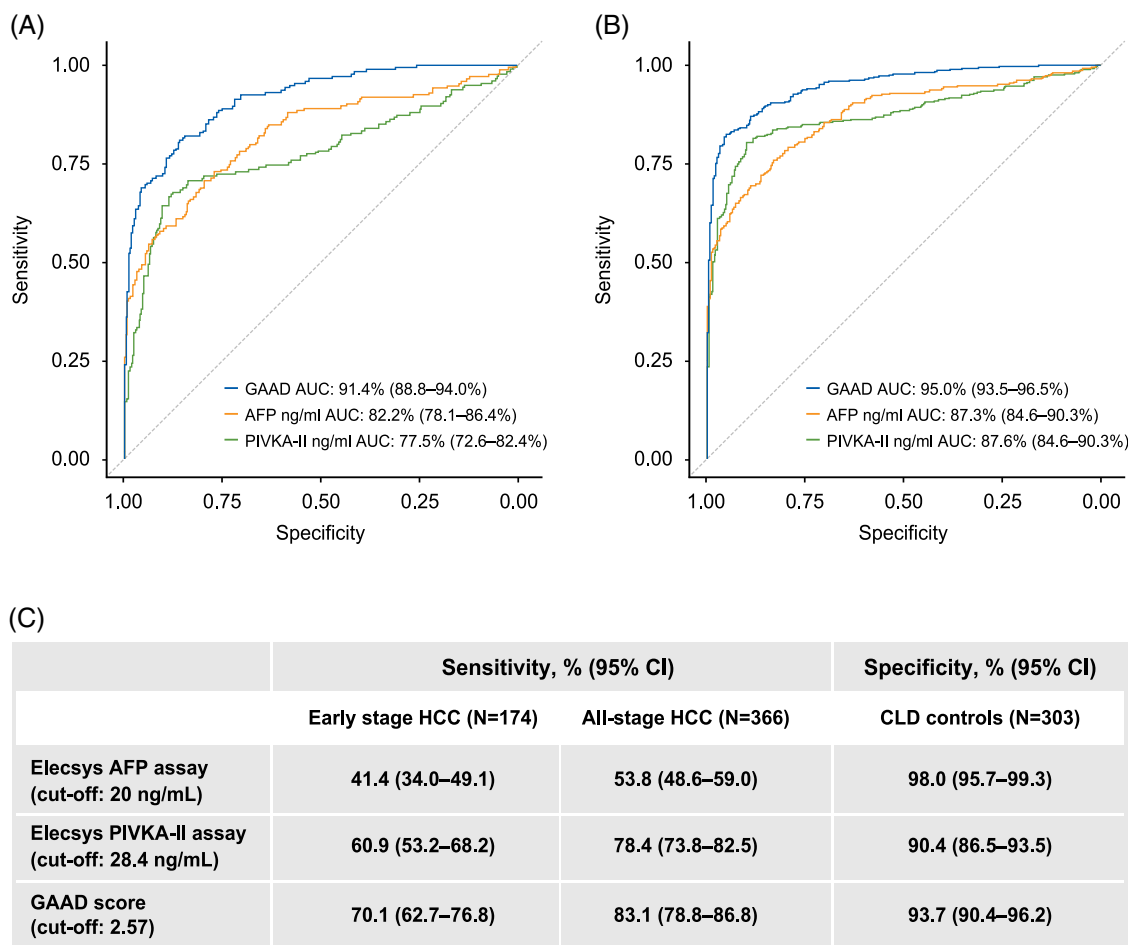 (A)
1.00
0.75
0.50
0.25
0.00
Sensitivity
GAAD AUC: 91.4% (88.8–94.0%)
AFP ng/ml AUC: 82.2% (78.1–86.4%)
PIVKA-II ng/ml AUC: 77.5% (72.6–82.4%)
1.00 0.75 0.50 0.25 0.00
Specificity
(B)
1.00
0.75
0.50
0.25
0.00
Sensitivity
GAAD AUC: 95.0% (93.5–96.5%)
AFP ng/ml AUC: 87.3% (84.6–90.3%)
PIVKA-II ng/ml AUC: 87.6% (84.6–90.3%)
1.00 0.75 0.50 0.25 0.00
Specificity
(C)
Sensitivity, % (95% CI) Specificity, % (95% CI)
Early stage HCC (N=174) All-stage HCC (N=366) CLD controls (N=303)
Elecsys AFP assay
(cut-off: 20 ng/mL)
41.4 (34.0–49.1) 53.8 (48.6–59.0) 98.0 (95.7–99.3)
Elecsys PIVKA-II assay
(cut-off: 28.4 ng/mL)
60.9 (53.2–68.2) 78.4 (73.8–82.5) 90.4 (86.5–93.5)
GAAD score
(cut-off: 2.57)
70.1 (62.7–76.8) 83.1 (78.8–86.8) 93.7 (90.4–96.2)